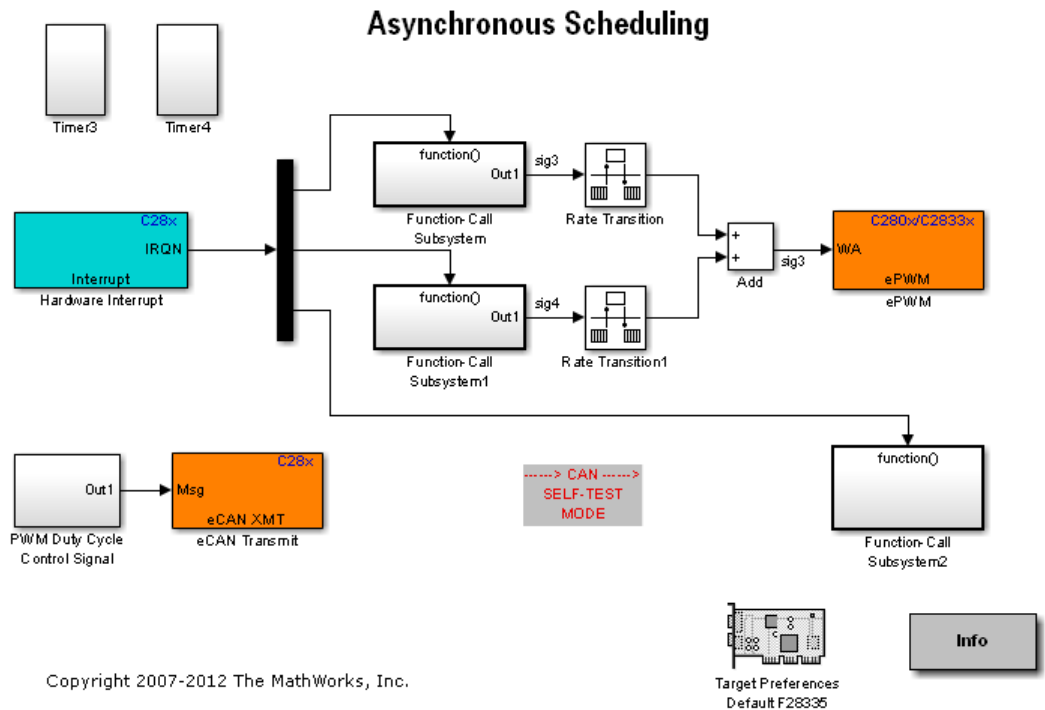 Asynchronous Scheduling
Timer3
Timer4
function()
Out1
sig3
Function-Call
Subsystem
Rate Transition
C28x
IRQN
Interrupt
Hardware Interrupt
+
+
Add
sig3
C280x/C2833x
WA
ePWM
ePWM
function()
Out1
sig4
Function-Call
Subsystem1
Rate Transition1
Out1
PWM Duty Cycle
Control Signal
C28x
Msg
eCAN XMT
eCAN Transmit
------> CAN ----->
SELF-TEST
MODE
function()
Function-Call
Subsystem2
Target Preferences
Default F28335
Info
Copyright 2007-2012 The MathWorks, Inc.